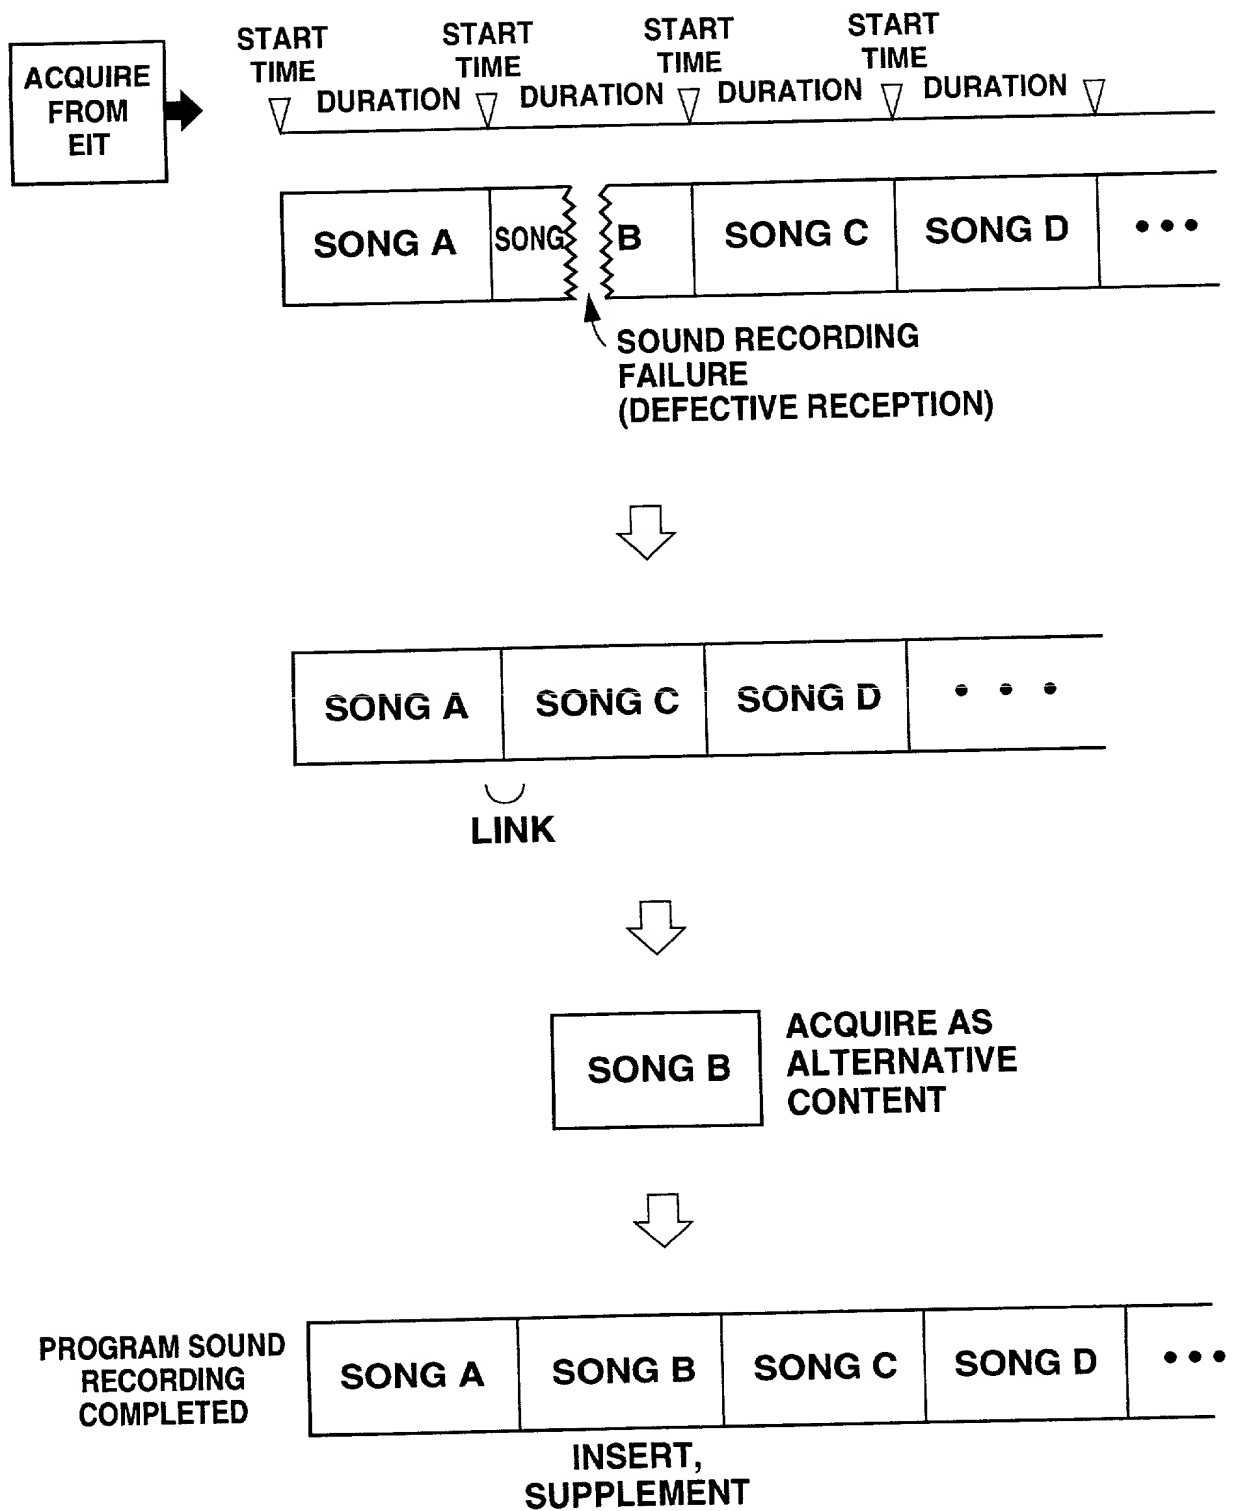 ACQUIRE
FROM
EIT
START
TIME
START
TIME
START
TIME
START
TIME
DURATION
DURATION
DURATION
DURATION
SONG A
SONG
B
SONG C
SONG D
•••
SOUND RECORDING
FAILURE
(DEFECTIVE RECEPTION)
SONG A
SONG C
SONG D
• • •
LINK
SONG B
ACQUIRE AS
ALTERNATIVE
CONTENT
PROGRAM SOUND
RECORDING
COMPLETED
SONG A
SONG B
SONG C
SONG D
•••
INSERT,
SUPPLEMENT